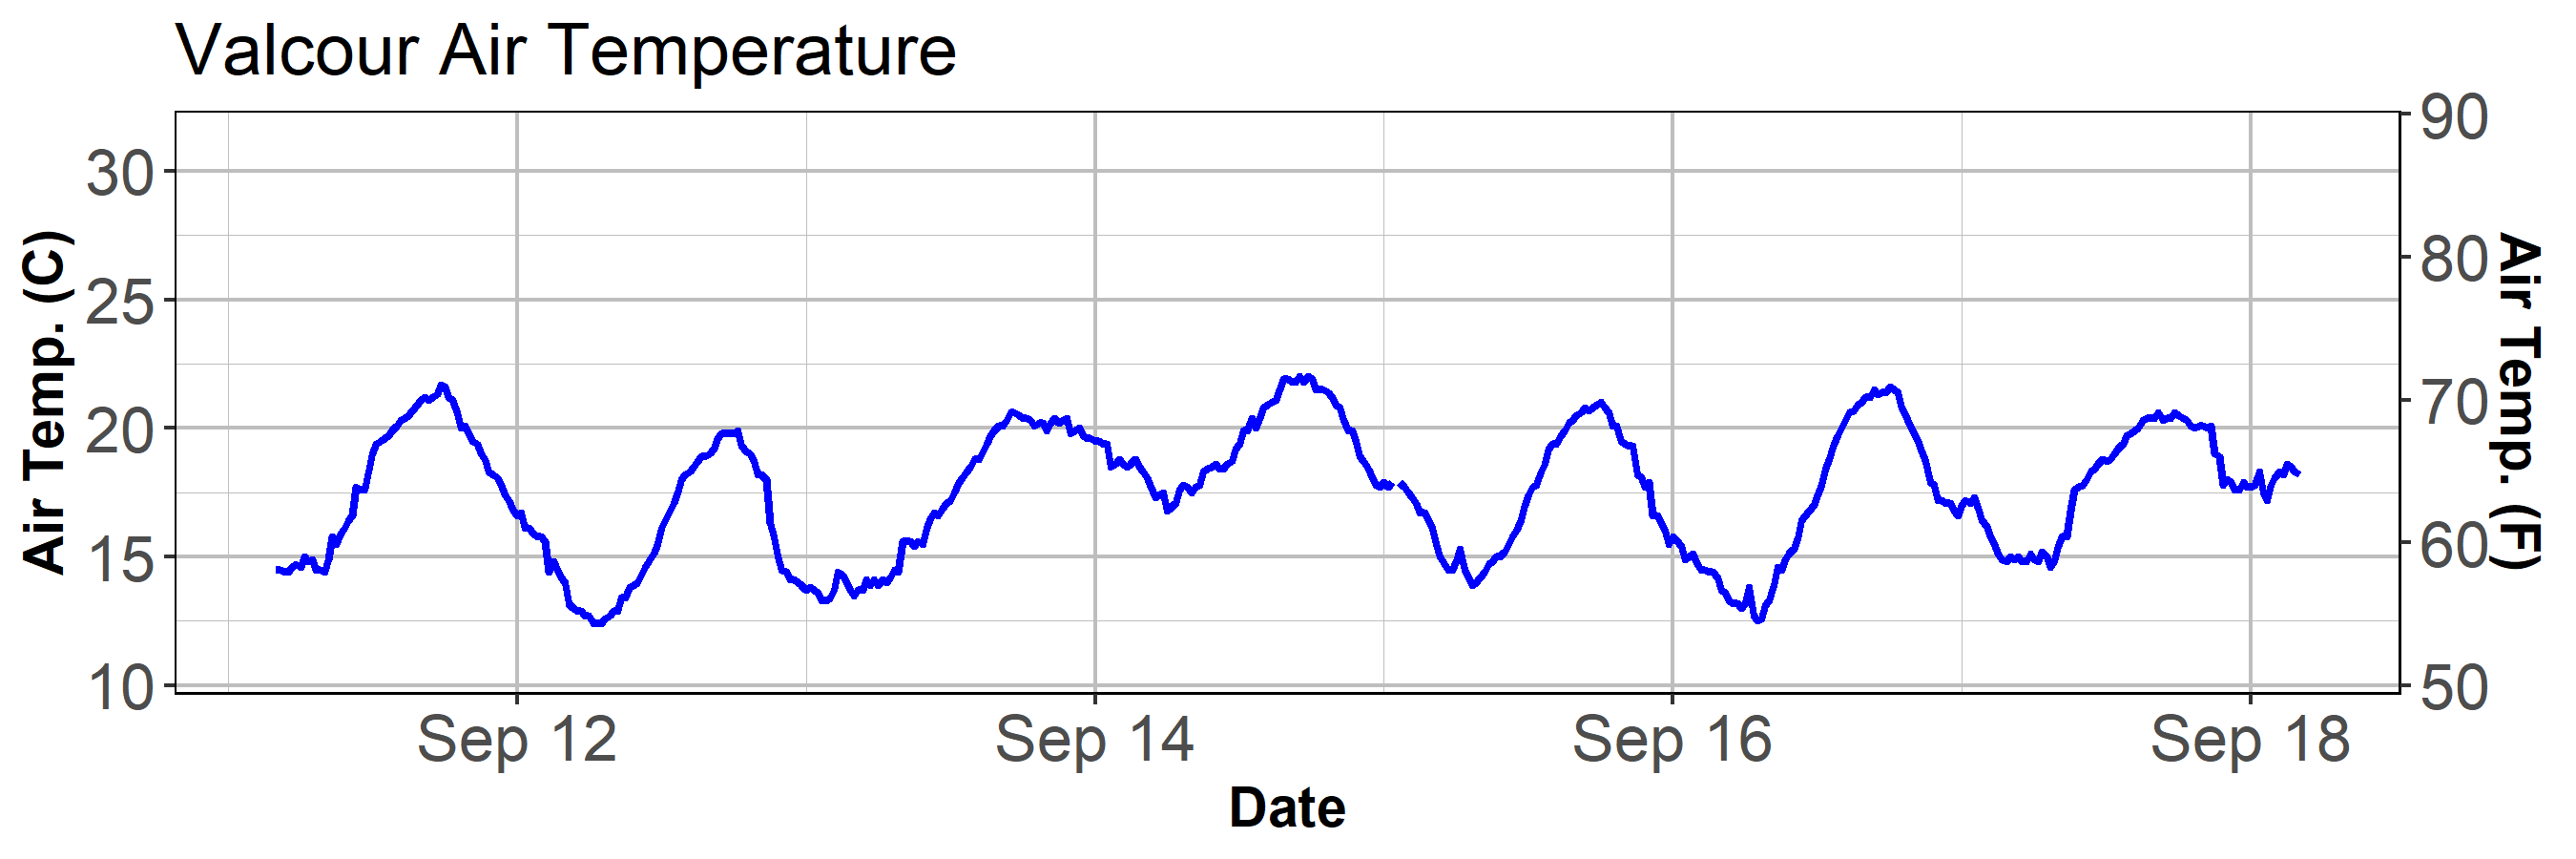 Valcour Air Temperature
Air Temp. (C)
30
25
20
15
10
90
80
70
60
50
Air Temp. (F)
Sep 12 Sep 14 Sep 16 Sep 18
Date